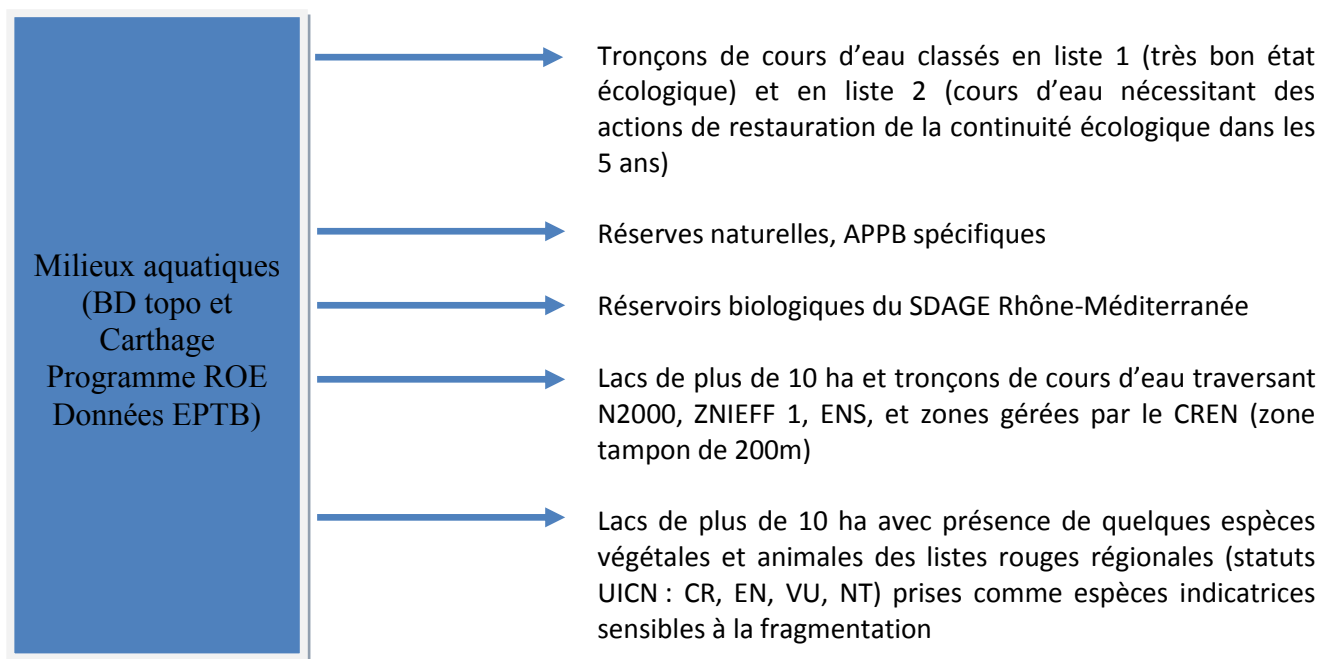 Milieux aquatiques
(BD topo et
Carthage
Programme ROE
Données EPTB)
Tronçons de cours d’eau classés en liste 1 (très bon état
écologique) et en liste 2 (cours d’eau nécessitant des
actions de restauration de la continuité écologique dans les
5 ans)
Réserves naturelles, APPB spécifiques
Réservoirs biologiques du SDAGE Rhône-Méditerranée
Lacs de plus de 10 ha et tronçons de cours d’eau traversant
N2000, ZNIEFF 1, ENS, et zones gérées par le CREN (zone
tampon de 200m)
Lacs de plus de 10 ha avec présence de quelques espèces
végétales et animales des listes rouges régionales (statuts
UICN : CR, EN, VU, NT) prises comme espèces indicatrices
sensibles à la fragmentation